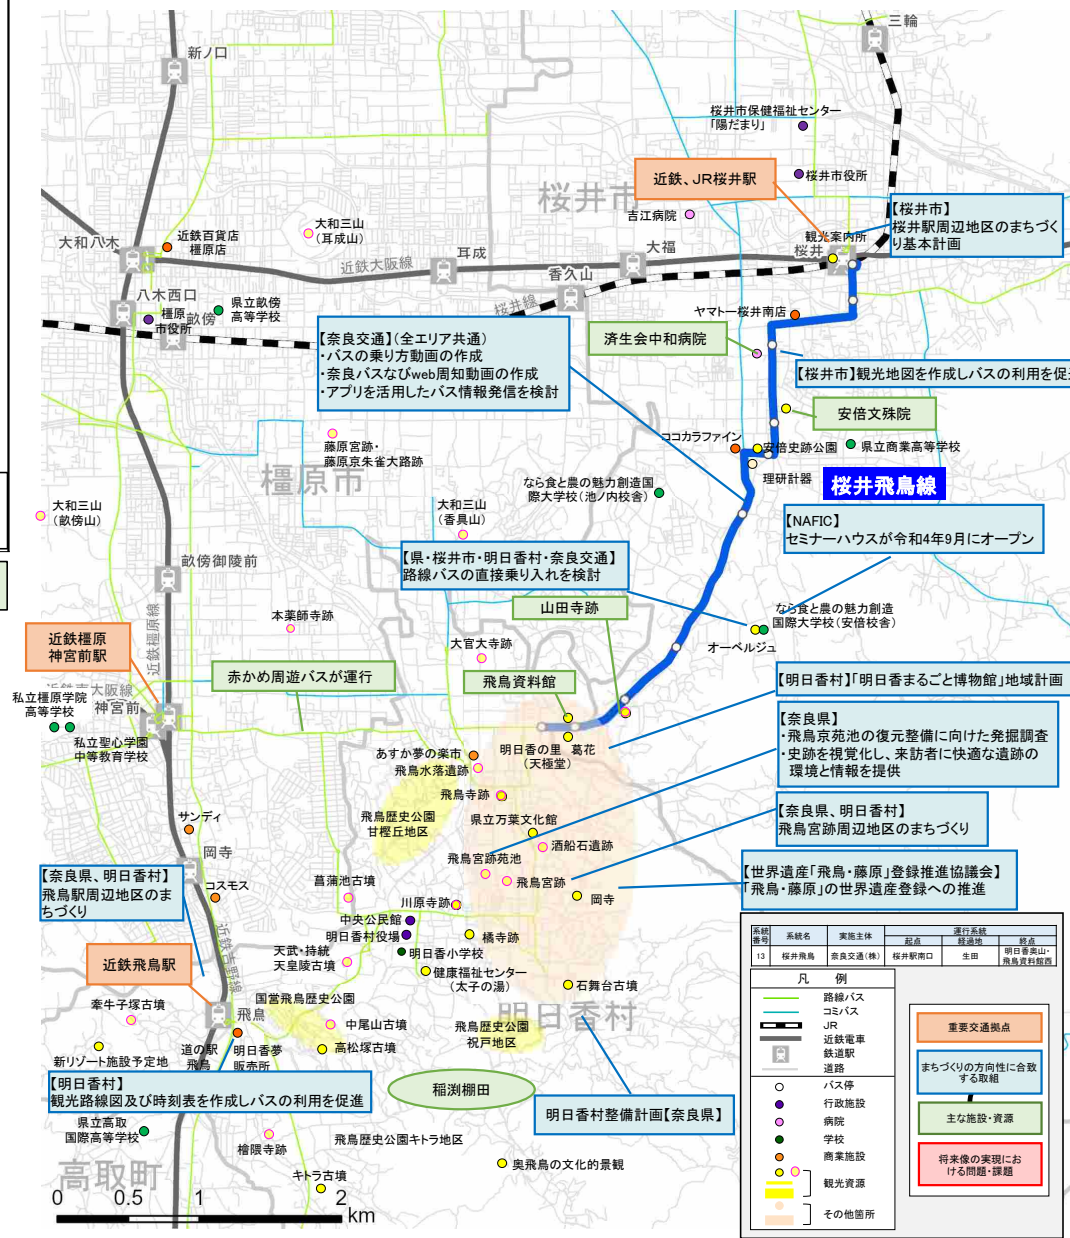 三輪
新ノ口
桜井市保健福祉センター
「陽だまり」
近鉄、JR桜井駅
桜井市役所
桜井市
吉江病院
【桜井市】
桜井駅周辺地区のまちづく
り基本計画
大和三山
(耳成山)
近鉄百貨店
橿原店
大和八木
観光案内所
桜井
大福
耳成
近鉄大阪線
香久山
桜井線
八木西口
県立畝傍
高等学校
橿原
市役所
畝傍
ヤマトー桜井南店
【奈良交通】(全エリア共通)
・バスの乗り方動画の作成
・奈良バスなびweb周知動画の作成
・アプリを活用したバス情報発信を検討
済生会中和病院
【桜井市】観光地図を作成しバスの利用を促進
安倍文殊院
ココカラファイン
安倍史跡公園
県立商業高等学校
理研計器
藤原宮跡・
藤原京朱雀大路跡
橿原市
桜井飛鳥線
なら食と農の魅力創造国
際大学校(池ノ内校舎)
大和三山
(畝傍山)
大和三山
(香具山)
【NAFIC】
セミナーハウスが令和4年9月にオープン
畝傍御陵前
【県・桜井市・明日香村・奈良交通】
路線バスの直接乗り入れを検討
山田寺跡
なら食と農の魅力創造
国際大学校(安倍校舎)
オーベルジュ
本薬師寺跡
大官大寺跡
近鉄橿原線
近鉄橿原
神宮前駅
赤かめ周遊バスが運行
飛鳥資料館
【明日香村】「明日香まるごと博物館」地域計画
近鉄南大阪線
神宮前
私立橿原学院
高等学校
私立聖心学園
中等教育学校
【奈良県】
・飛鳥京苑池の復元整備に向けた発掘調査
・史跡を視覚化し、来訪者に快適な遺跡の
環境と情報を提供
明日香の里 葛花
(天極堂)
あすか夢の楽市
飛鳥水落遺跡
飛鳥寺跡
飛鳥歴史公園
甘樫丘地区
県立万葉文化館
酒船石遺跡
【奈良県、明日香村】
飛鳥宮跡周辺地区のまちづくり
サンディ
岡寺
飛鳥宮跡苑池
飛鳥宮跡
【世界遺産「飛鳥・藤原」登録推進協議会】
「飛鳥・藤原」の世界遺産登録への推進
【奈良県、明日香村】
飛鳥駅周辺地区のま
ちづくり
コスモス
菖蒲池古墳
川原寺跡
岡寺
中央公民館
明日香村役場
明日香小学校
橘寺跡
天武・持統
天皇陵古墳
近鉄吉野線
近鉄飛鳥駅
健康福祉センター
(太子の湯)
石舞台古墳
国営飛鳥歴史公園
明日香村
牽牛子塚古墳
飛鳥
中尾山古墳
飛鳥歴史公園
祝戸地区
高松塚古墳
新リゾート施設予定地
道の駅
飛鳥
明日香夢
販売所
【明日香村】
観光路線図及び時刻表を作成しバスの利用を促進
稲渕棚田
明日香村整備計画【奈良県】
県立高取
国際高等学校
檜隈寺跡
飛鳥歴史公園キトラ地区
高取町
キトラ古墳
奥飛鳥の文化的景観
0 0.5 1 2
km
系統番号 系統名 実施主体 運行系統
起点 経過地 終点
13 桜井飛鳥 奈良交通(株) 桜井駅南口 生田 明日香奥山・飛鳥資料館西
凡 例
路線バス
コミバス
JR
近鉄電車
鉄道駅
道路
バス停
行政施設
病院
学校
商業施設
観光資源
その他箇所
重要交通拠点
まちづくりの方向性に合致
する取組
主な施設・資源
将来像の実現にお
ける問題・課題